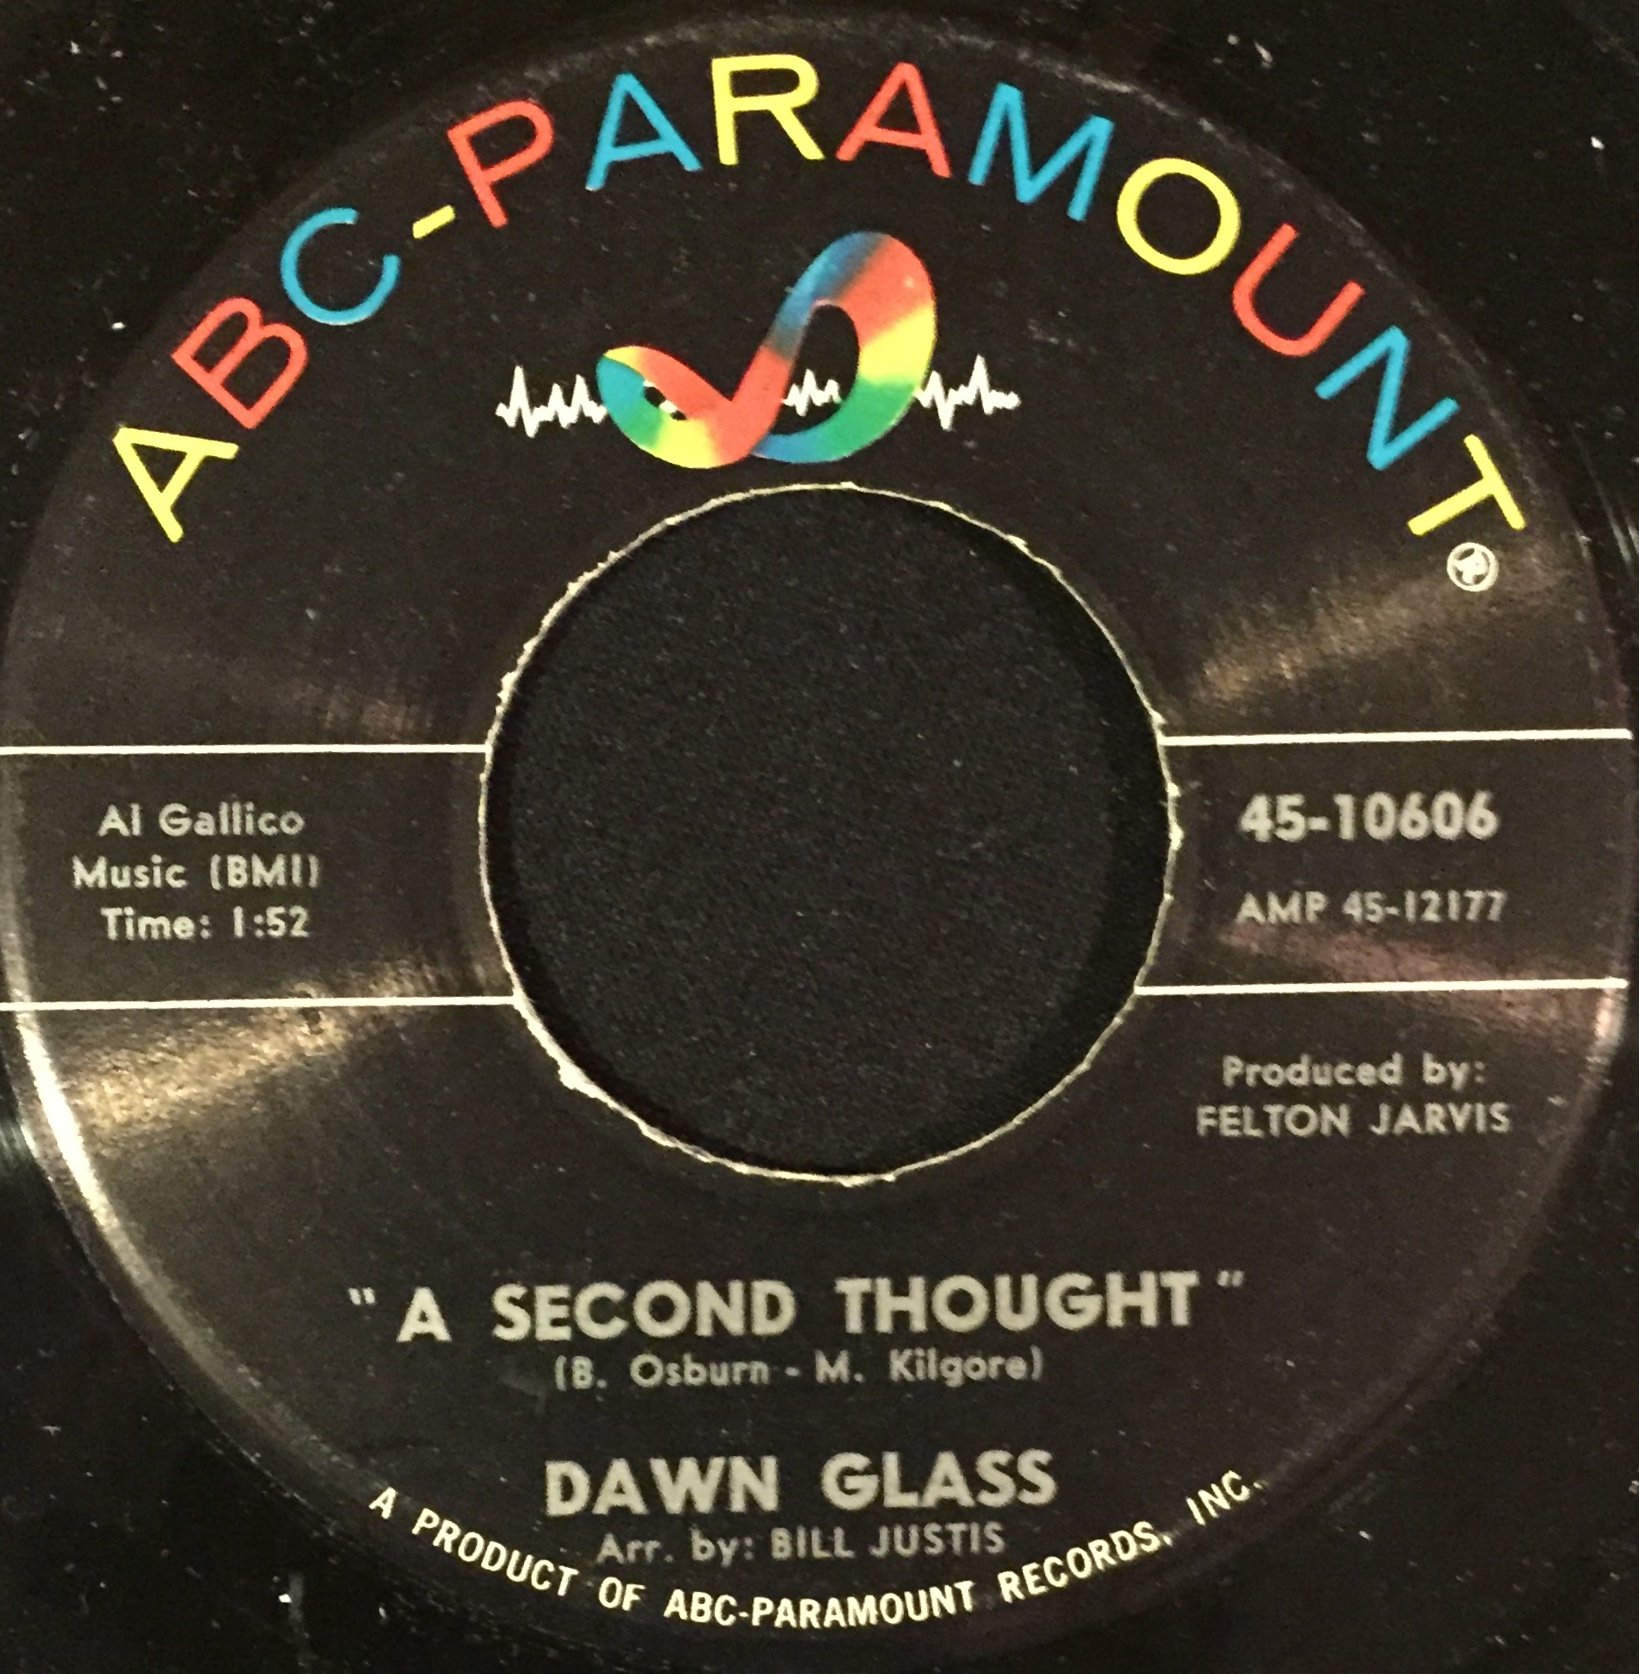 ABC-PARAMOUNT
®
Al Gallico
Music (BMI)
Time: 1:52
45-10606
AMP 45-12177
Produced by:
FELTON JARVIS
"A SECOND THOUGHT"
(B. Osburn - M. Kilgore)
DAWN GLASS
Arr. by: BILL JUSTIS
A PRODUCT OF ABC-PARAMOUNT RECORDS, INC.